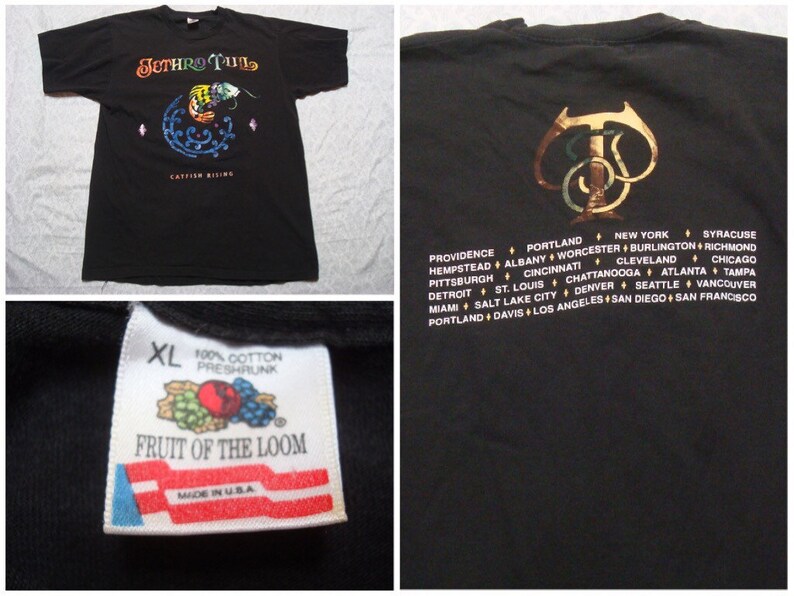 JETHRO TULL
CATFISH RISING
PROVIDENCE ♦ PORTLAND ♦ NEW YORK ♦ SYRACUSE
HEMPSTEAD ♦ ALBANY ♦ WORCESTER ♦ BURLINGTON ♦ RICHMOND
PITTSBURGH ♦ CINCINNATI ♦ CLEVELAND ♦ CHICAGO
DETROIT ♦ ST. LOUIS ♦ CHATTANOOGA ♦ ATLANTA ♦ TAMPA
MIAMI ♦ SALT LAKE CITY ♦ DENVER ♦ SEATTLE ♦ VANCOUVER
PORTLAND ♦ DAVIS ♦ LOS ANGELES ♦ SAN DIEGO ♦ SAN FRANCISCO
XL 100% COTTON
PRESHRUNK
®
FRUIT OF THE LOOM
MADE IN U.S.A.